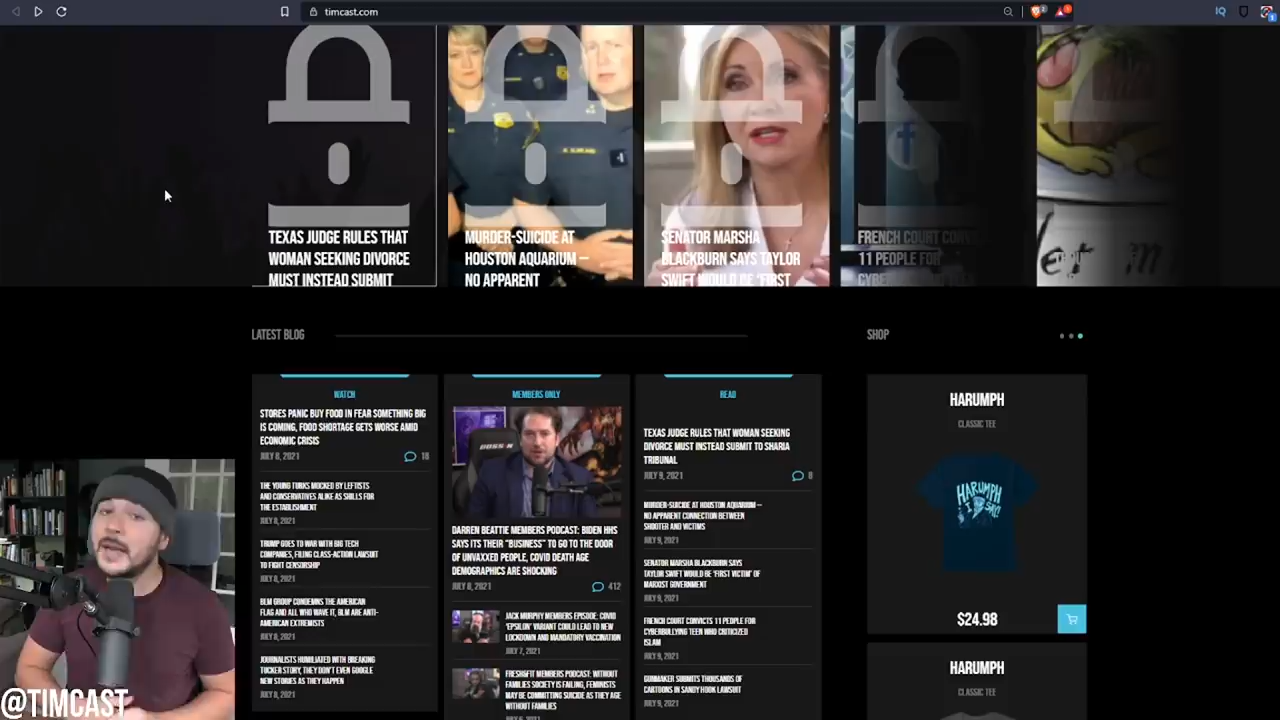 timcast.com
TEXAS JUDGE RULES THAT
WOMAN SEEKING DIVORCE
MUST INSTEAD SUBMIT
MURDER-SUICIDE AT
HOUSTON AQUARIUM –
NO APPARENT
SENATOR MARSHA
BLACKBURN SAYS TAYLOR
SWIFT WOULD BE 'FIRST
FRENCH COURT CONVICTS
11 PEOPLE FOR
LATEST BLOG
SHOP
WATCH
STORES PANIC BUY FOOD IN FEAR SOMETHING BIG
IS COMING, FOOD SHORTAGE GETS WORSE AMID
ECONOMIC CRISIS
JULY 8, 2021
18
THE YOUNG TURKS MOCKED BY LEFTISTS
AND CONSERVATIVES ALIKE AS SHILLS FOR
THE ESTABLISHMENT
JULY 8, 2021
TRUMP GOES TO WAR WITH BIG TECH
COMPANIES, FILING CLASS-ACTION LAWSUIT
TO FIGHT CENSORSHIP
JULY 8, 2021
BLM GROUP CONDEMNS THE AMERICAN
FLAG AND ALL WHO WAVE IT, BLM ARE ANTI-
AMERICAN EXTREMISTS
JULY 8, 2021
JOURNALISTS HUMILIATED WITH BREAKING
TUCKER STORY, THEY DON'T EVEN GOOGLE
NEW STORIES AS THEY HAPPEN
JULY 8, 2021
MEMBERS ONLY
DARREN BEATTIE MEMBERS PODCAST: BIDEN HHS
SAYS ITS THEIR "BUSINESS" TO GO TO THE DOOR
OF UNVAXXED PEOPLE, COVID DEATH AGE
DEMOGRAPHICS ARE SHOCKING
JULY 8, 2021
412
JACK MURPHY MEMBERS EPISODE: COVID
'EPSILON' VARIANT COULD LEAD TO NEW
LOCKDOWN AND MANDATORY VACCINATION
JULY 7, 2021
FRESH&FIT MEMBERS PODCAST: WITHOUT
FAMILIES SOCIETY IS FAILING, FEMINISTS
MAY BE COMMITTING SUICIDE AS THEY AGE
WITHOUT FAMILIES
READ
TEXAS JUDGE RULES THAT WOMAN SEEKING
DIVORCE MUST INSTEAD SUBMIT TO SHARIA
TRIBUNAL
JULY 9, 2021
8
MURDER-SUICIDE AT HOUSTON AQUARIUM –
NO APPARENT CONNECTION BETWEEN
SHOOTER AND VICTIMS
JULY 9, 2021
SENATOR MARSHA BLACKBURN SAYS
TAYLOR SWIFT WOULD BE 'FIRST VICTIM' OF
MARXIST GOVERNMENT
JULY 9, 2021
FRENCH COURT CONVICTS 11 PEOPLE FOR
CYBERBULLYING TEEN WHO CRITICIZED
ISLAM
JULY 9, 2021
GUNMAKER SUBMITS THOUSANDS OF
CARTOONS IN SANDY HOOK LAWSUIT
JULY 9, 2021
HARUMPH
CLASSIC TEE
HARUMPH
I SAY!
$24.98
HARUMPH
CLASSIC TEE
@TIMCAST